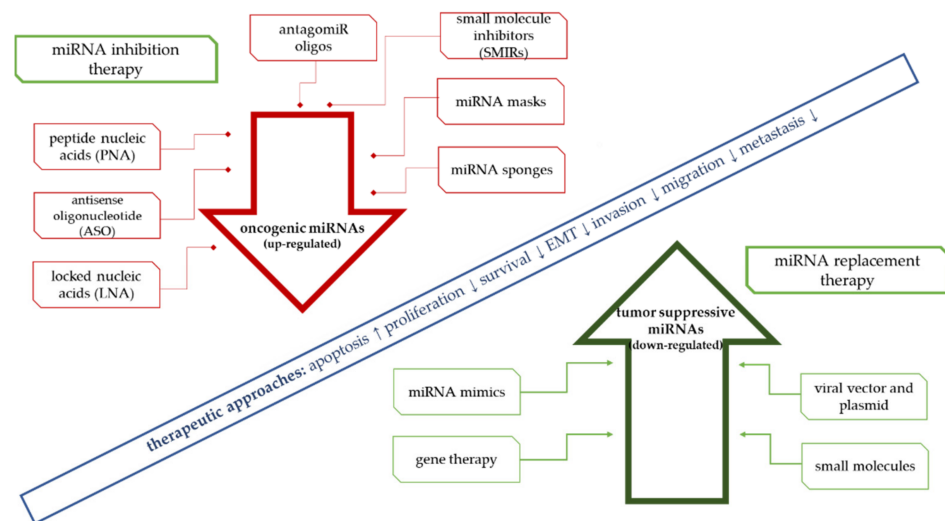 miRNA inhibition
therapy
antagomiR
oligos
small molecule
inhibitors
(SMIRs)
miRNA masks
peptide nucleic
acids (PNA)
miRNA sponges
antisense
oligonucleotide
(ASO)
oncogenic miRNAs
(up-regulated)
locked nucleic
acids (LNA)
therapeutic approaches: apoptosis ↑ proliferation ↓ survival ↓ EMT ↓ invasion ↓ migration ↓ metastasis ↓
miRNA replacement
therapy
tumor suppressive
miRNAs
(down-regulated)
miRNA mimics
viral vector and
plasmid
gene therapy
small molecules